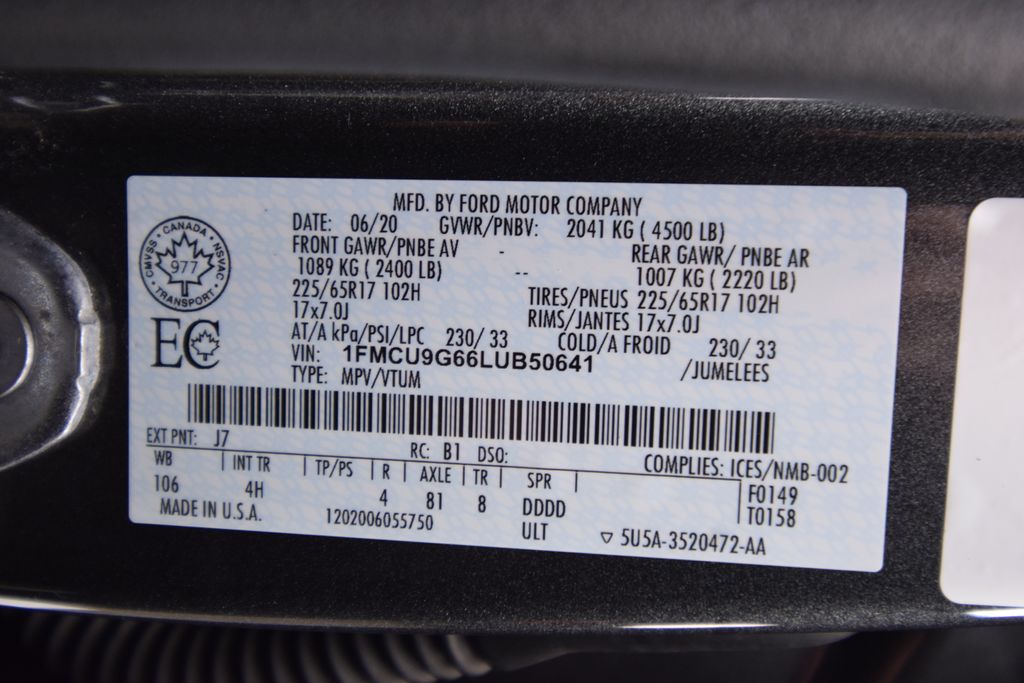 MFD. BY FORD MOTOR COMPANY
DATE: 06/20 GVWR/PNBV: 2041 KG ( 4500 LB)
FRONT GAWR/PNBE AV - REAR GAWR/ PNBE AR
1089 KG ( 2400 LB) -- 1007 KG ( 2220 LB)
225/65R17 102H TIRES/PNEUS 225/65R17 102H
17x7.0J RIMS/JANTES 17x7.0J
AT/A kPa/PSI/LPC 230/ 33 COLD/A FROID 230/ 33
VIN: 1FMCU9G66LUB50641 /JUMELEES
TYPE: MPV/VTUM
CANADA
CMVSS NSVAC
977
TRANSPORT
EC
EXT PNT: J7 RC: B1 DSO: COMPLIES: ICES/NMB-002
WB INT TR TP/PS R AXLE TR SPR F0149
106 4H 4 81 8 DDDD T0158
MADE IN U.S.A. 1202006055750 ULT ▽ 5U5A-3520472-AA